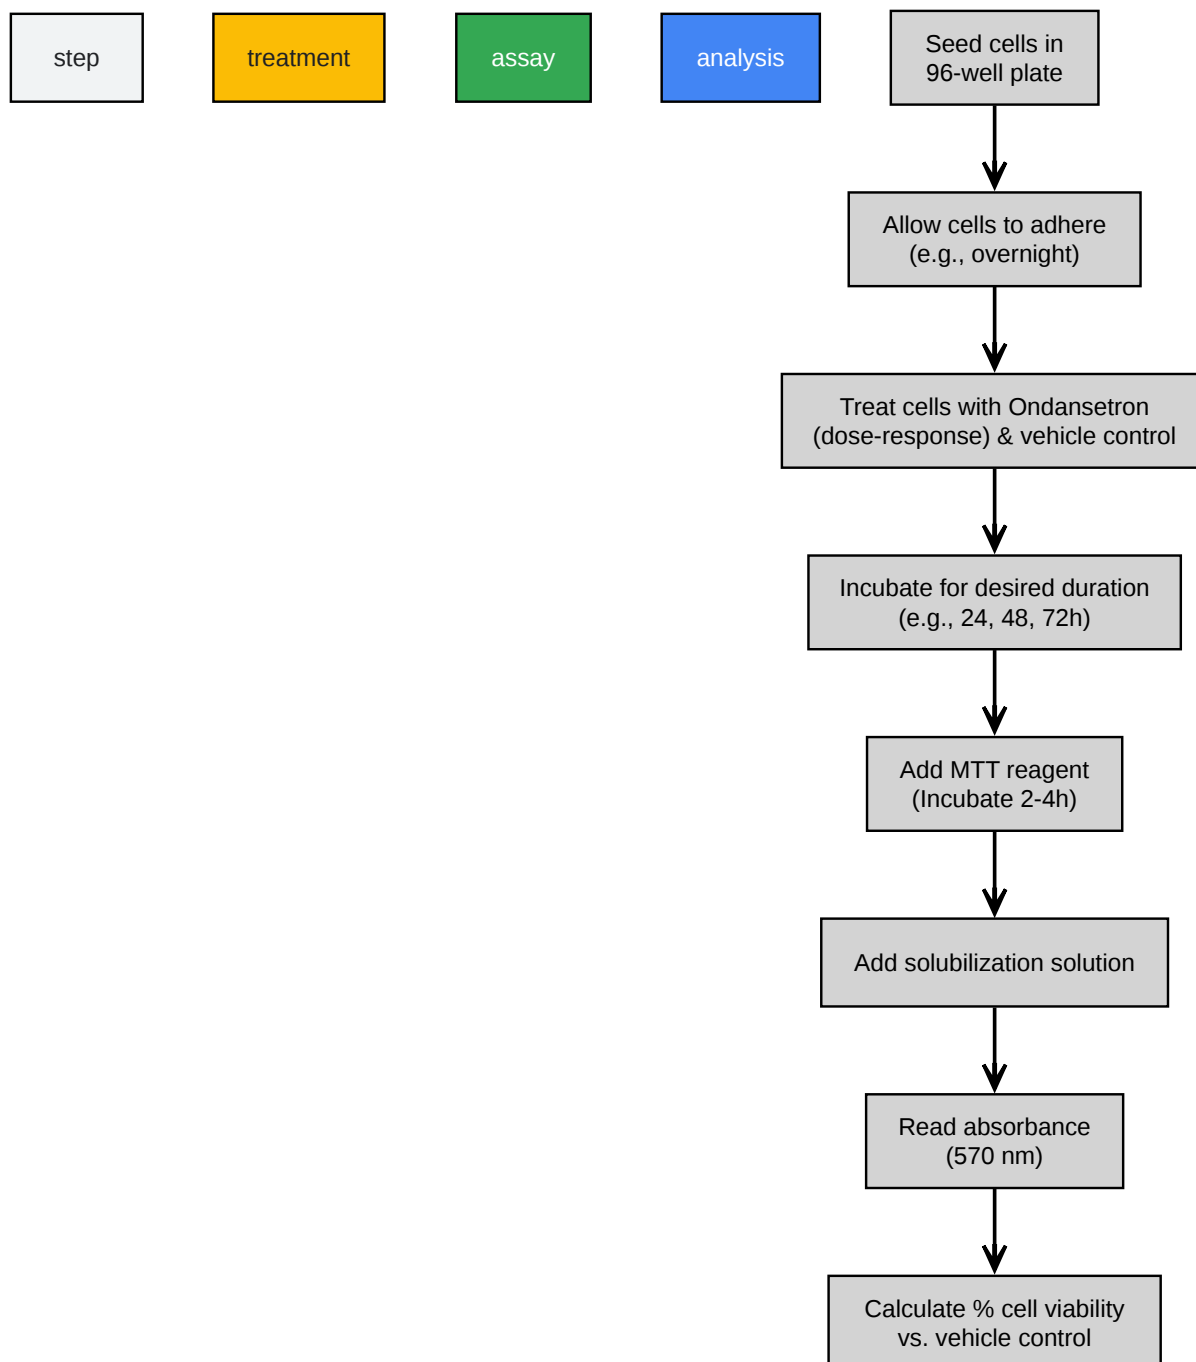 step
treatment
assay
analysis
Seed cells in
96-well plate
Allow cells to adhere
(e.g., overnight)
Treat cells with Ondansetron
(dose-response) & vehicle control
Incubate for desired duration
(e.g., 24, 48, 72h)
Add MTT reagent
(Incubate 2-4h)
Add solubilization solution
Read absorbance
(570 nm)
Calculate % cell viability
vs. vehicle control